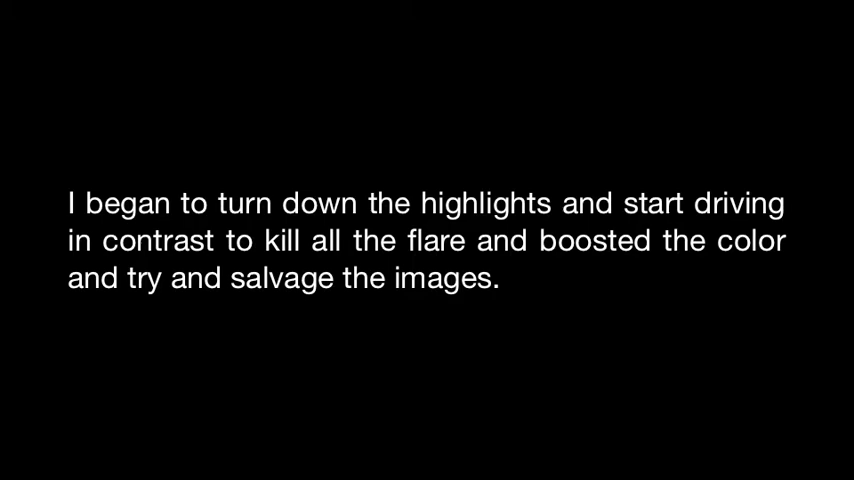 I began to turn down the highlights and start driving
in contrast to kill all the flare and boosted the color
and try and salvage the images.